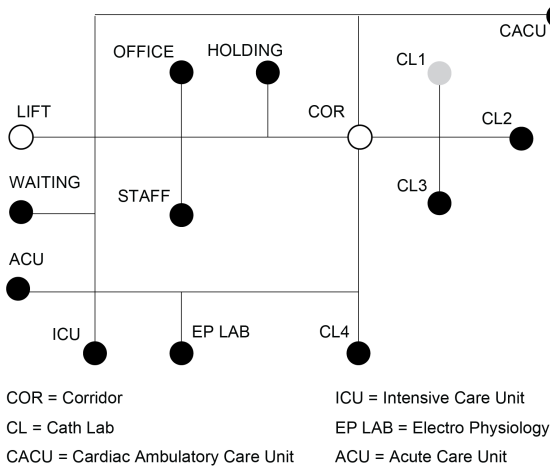 CACU
OFFICE
HOLDING
CL1
LIFT
COR
CL2
WAITING
STAFF
CL3
ACU
ICU
EP LAB
CL4
COR = Corridor
ICU = Intensive Care Unit
CL = Cath Lab
EP LAB = Electro Physiology
CACU = Cardiac Ambulatory Care Unit
ACU = Acute Care Unit